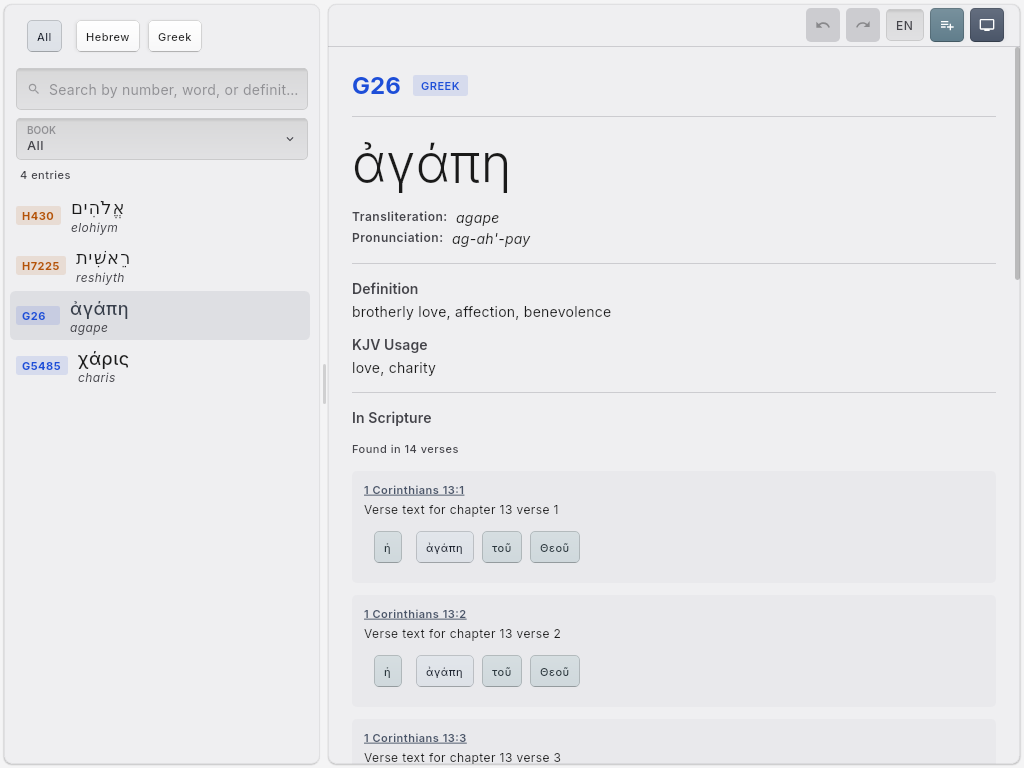 All
Hebrew
Greek
Search by number, word, or definit...
BOOK
All
4 entries
H430
אֱלֹהִים
elohiym
H7225
רֵאשִׁית
reshiyth
G26
ἀγάπη
agape
G5485
χάρις
charis
EN
G26
GREEK
ἀγάπη
Transliteration: agape
Pronunciation: ag-ah'-pay
Definition
brotherly love, affection, benevolence
KJV Usage
love, charity
In Scripture
Found in 14 verses
1 Corinthians 13:1
Verse text for chapter 13 verse 1
ἡ ἀγάπη τοῦ Θεοῦ
1 Corinthians 13:2
Verse text for chapter 13 verse 2
ἡ ἀγάπη τοῦ Θεοῦ
1 Corinthians 13:3
Verse text for chapter 13 verse 3